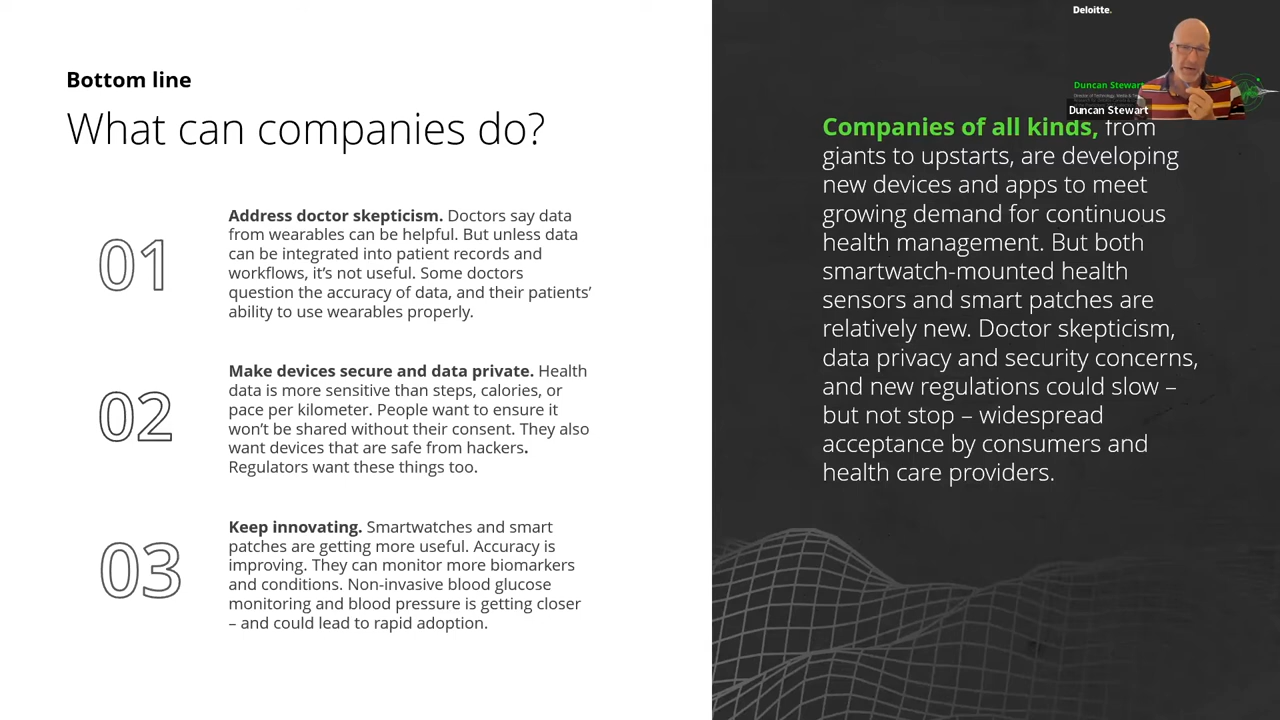 Bottom line
What can companies do?
01
Address doctor skepticism. Doctors say data
from wearables can be helpful. But unless data
can be integrated into patient records and
workflows, it’s not useful. Some doctors
question the accuracy of data, and their patients’
ability to use wearables properly.
02
Make devices secure and data private. Health
data is more sensitive than steps, calories, or
pace per kilometer. People want to ensure it
won’t be shared without their consent. They also
want devices that are safe from hackers.
Regulators want these things too.
03
Keep innovating. Smartwatches and smart
patches are getting more useful. Accuracy is
improving. They can monitor more biomarkers
and conditions. Non-invasive blood glucose
monitoring and blood pressure is getting closer
– and could lead to rapid adoption.
Deloitte.
Duncan Stewart
Duncan Stewart
Companies of all kinds, from
giants to upstarts, are developing
new devices and apps to meet
growing demand for continuous
health management. But both
smartwatch-mounted health
sensors and smart patches are
relatively new. Doctor skepticism,
data privacy and security concerns,
and new regulations could slow –
but not stop – widespread
acceptance by consumers and
health care providers.